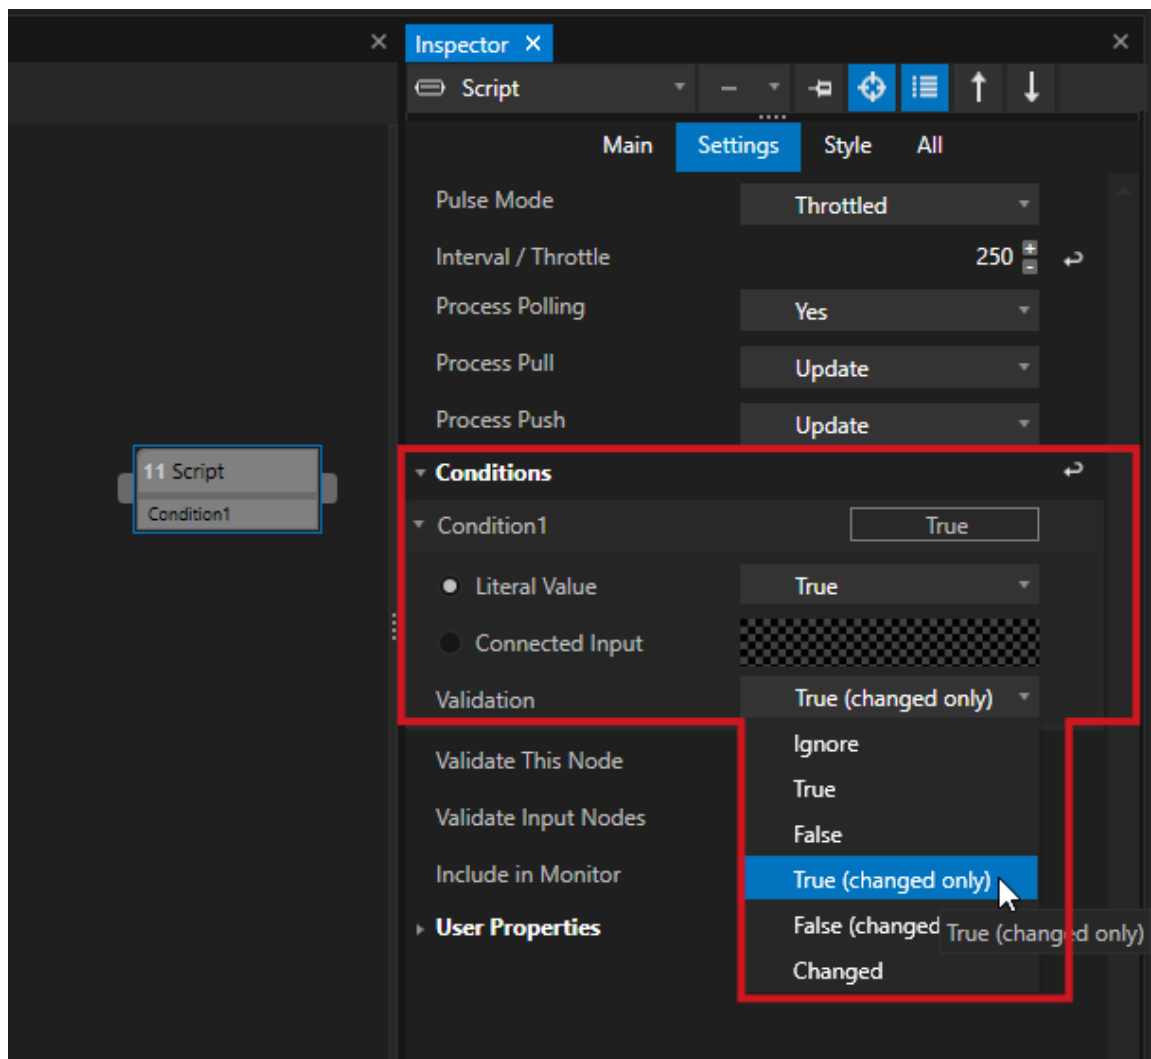 Inspector
Script
Main Settings Style All
Pulse Mode Throttled
Interval / Throttle 250
Process Polling Yes
Process Pull Update
Process Push Update
11 Script
Condition1
Conditions
Condition1 True
Literal Value True
Connected Input
Validation True (changed only)
Ignore
Validate This Node
True
Validate Input Nodes
False
Include in Monitor
True (changed only)
User Properties
False (changed
True (changed only)
Changed